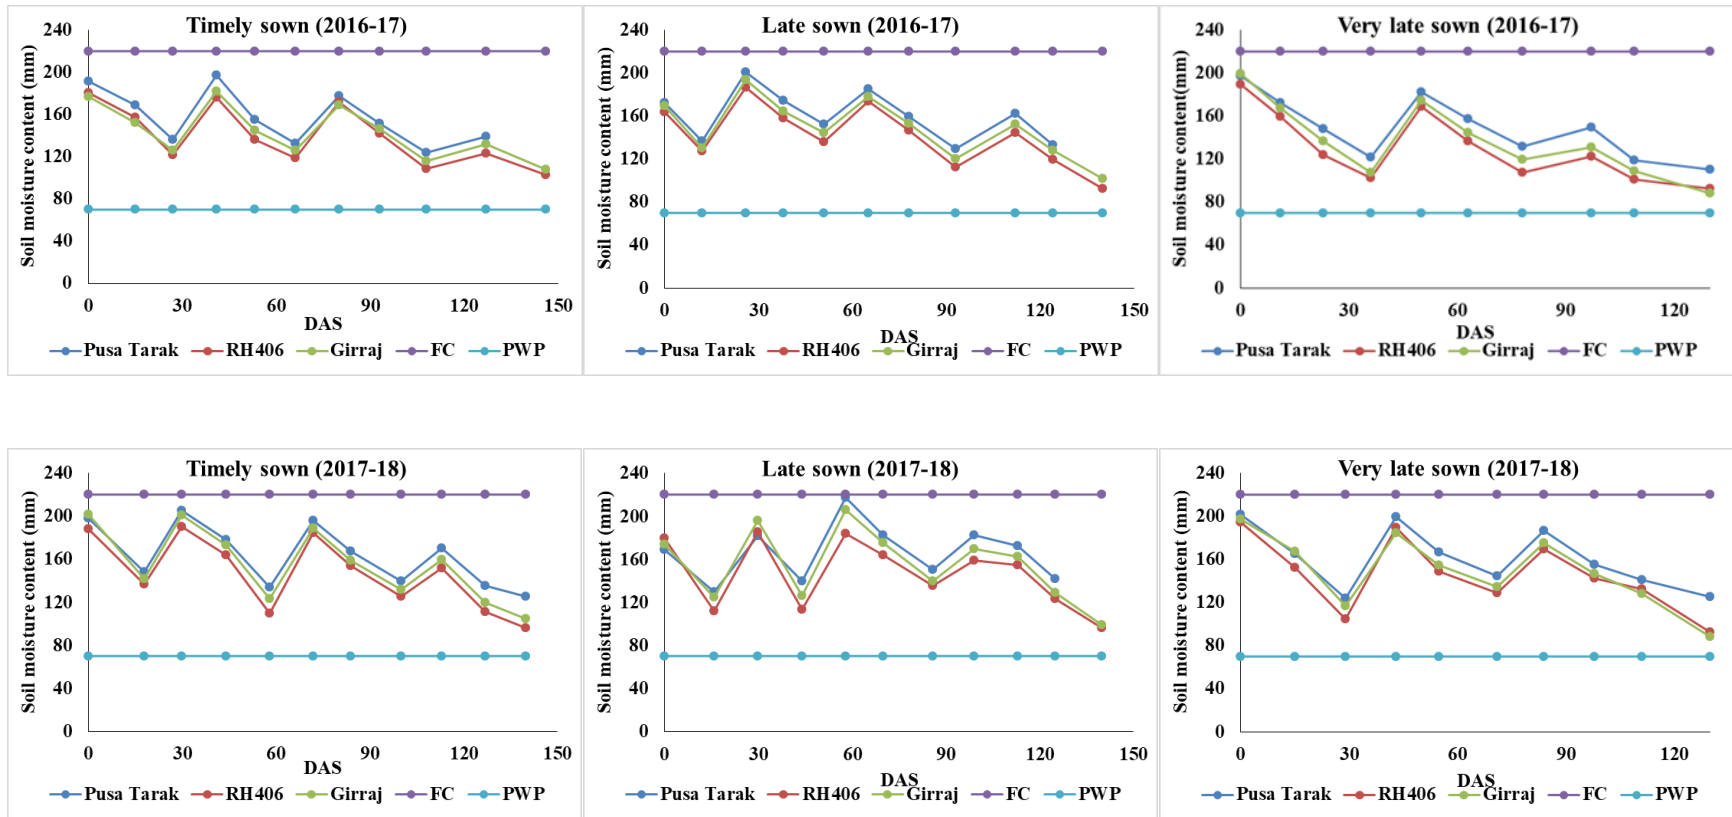 Timely sown (2016-17)
Soil moisture content (mm)
240
200
160
120
80
40
0
0 30 60 90 120 150
DAS
Pusa Tarak RH406 Girraj FC PWP
Late sown (2016-17)
Soil moisture content (mm)
240
200
160
120
80
40
0
0 30 60 90 120 150
DAS
Pusa Tarak RH406 Girraj FC PWP
Very late sown (2016-17)
Soil moisture content(mm)
240
200
160
120
80
40
0
0 30 60 90 120
DAS
Pusa Tarak RH406 Girraj FC PWP
Timely sown (2017-18)
Soil moisture content (mm)
240
200
160
120
80
40
0
0 30 60 90 120 150
DAS
Pusa Tarak RH406 Girraj FC PWP
Late sown (2017-18)
Soil moisture content (mm)
240
200
160
120
80
40
0
0 30 60 90 120 150
DAS
Pusa Tarak RH406 Girraj FC PWP
Very late sown (2017-18)
Soil moisture content (mm)
240
200
160
120
80
40
0
0 30 60 90 120
DAS
Pusa Tarak RH406 Girraj FC PWP